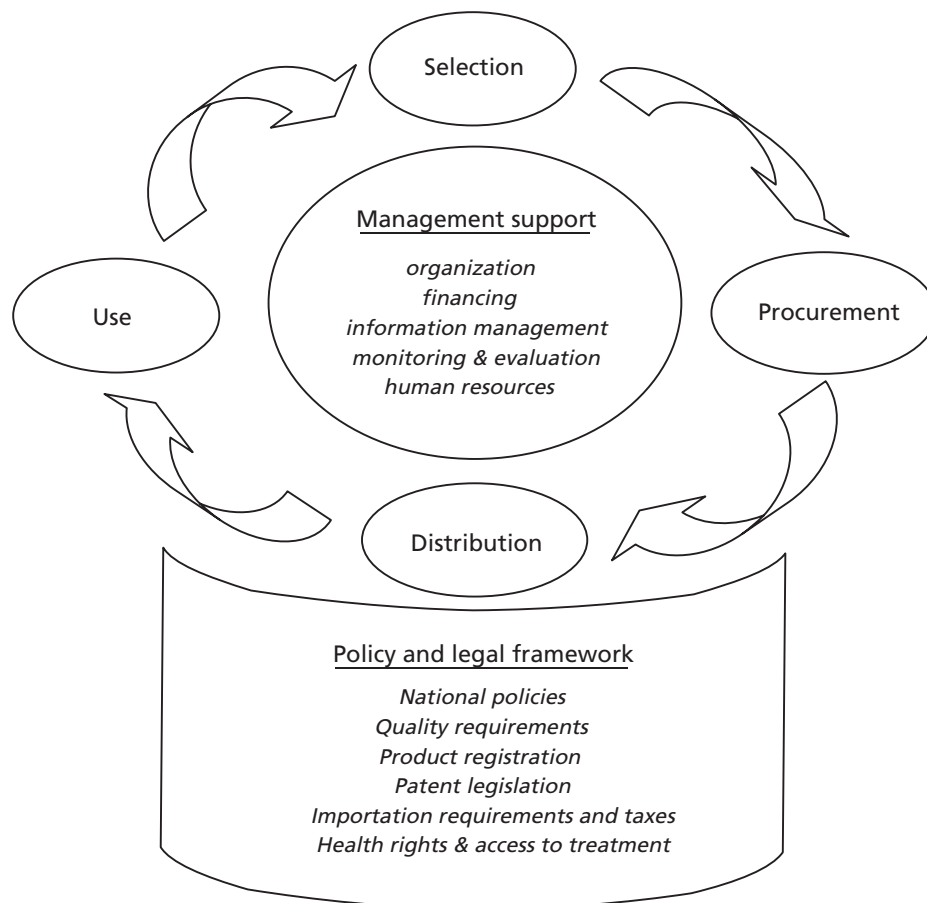 Selection
Management support
organization
financing
information management
monitoring & evaluation
human resources
Use
Procurement
Distribution
Policy and legal framework
National policies
Quality requirements
Product registration
Patent legislation
Importation requirements and taxes
Health rights & access to treatment